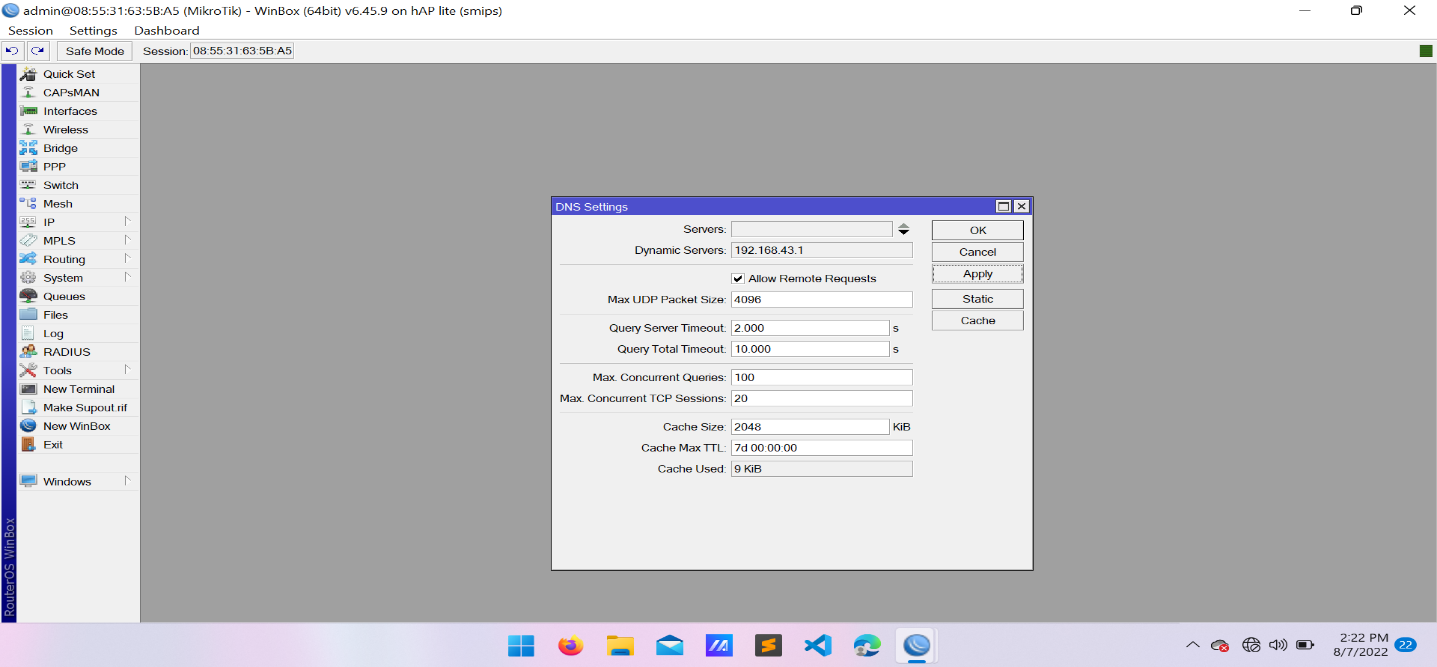 admin@08:55:31:63:5B:A5 (MikroTik) - WinBox (64bit) v6.45.9 on hAP lite (smips)
Session Settings Dashboard
Safe Mode Session: 08:55:31:63:5B:A5
Quick Set
CAPsMAN
Interfaces
Wireless
Bridge
PPP
Switch
Mesh
IP
MPLS
Routing
System
Queues
Files
Log
RADIUS
Tools
New Terminal
Make Supout.rif
New WinBox
Exit
Windows
RouterOS WinBox
DNS Settings
Servers:
Dynamic Servers: 192.168.43.1
Allow Remote Requests
Max UDP Packet Size: 4096
Query Server Timeout: 2.000 s
Query Total Timeout: 10.000 s
Max. Concurrent Queries: 100
Max. Concurrent TCP Sessions: 20
Cache Size: 2048 KiB
Cache Max TTL: 7d 00:00:00
Cache Used: 9 KiB
OK
Cancel
Apply
Static
Cache
2:22 PM
8/7/2022
22